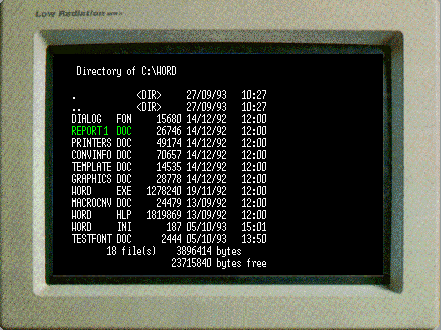 Low Radiation MPR-II
Directory of C:\WORD
. <DIR> 27/09/93 10:27
.. <DIR> 27/09/93 10:27
DIALOG FON 15680 14/12/92 12:00
REPORT1 DOC 26746 14/12/92 12:00
PRINTERS DOC 49174 14/12/92 12:00
CONVINFO DOC 70657 14/12/92 12:00
TEMPLATE DOC 14535 14/12/92 12:00
GRAPHICS DOC 28778 14/12/92 12:00
WORD EXE 1278240 19/11/92 12:00
MACROCNV DOC 24479 13/09/92 12:00
WORD HLP 1819869 13/09/92 12:00
WORD INI 187 05/10/93 15:01
TESTFONT DOC 2444 05/10/93 13:50
18 file(s) 3896414 bytes
23715840 bytes free